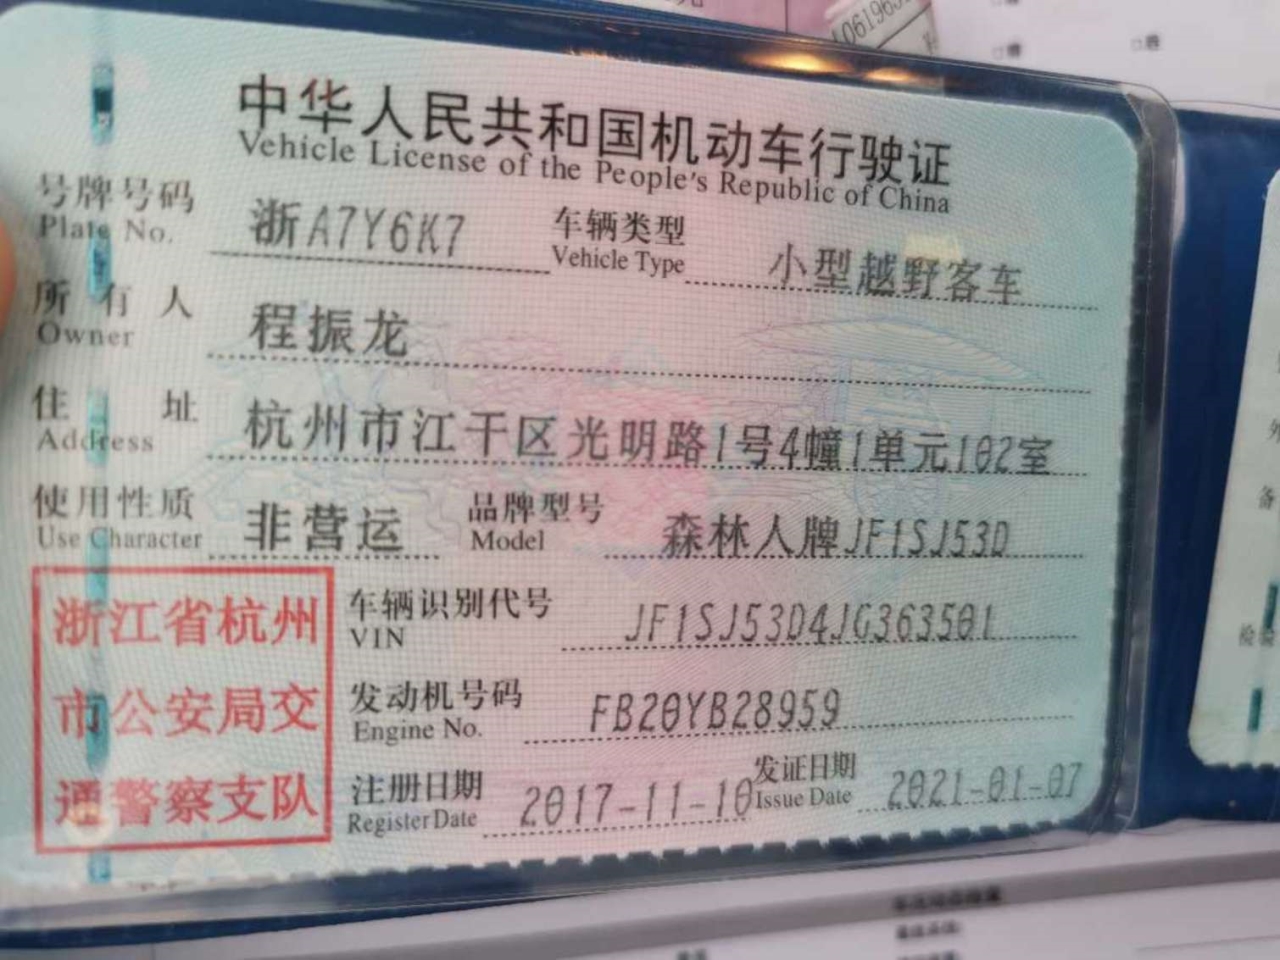 中华人民共和国机动车行驶证
Vehicle License of the People's Republic of China
号牌号码 浙A7Y6K7 车辆类型 小型越野客车
Plate No. Vehicle Type
所有人 程振龙
Owner
住址 杭州市江干区光明路1号4幢1单元102室
Address
使用性质 非营运 品牌型号 森林人牌JF1SJ53D
Use Character Model
浙江省杭州
市公安局交
通警察支队
车辆识别代号 JF1SJ53D4JG363501
VIN
发动机号码 FB20YB28959
Engine No.
注册日期 2017-11-10 发证日期 2021-01-07
Register Date Issue Date